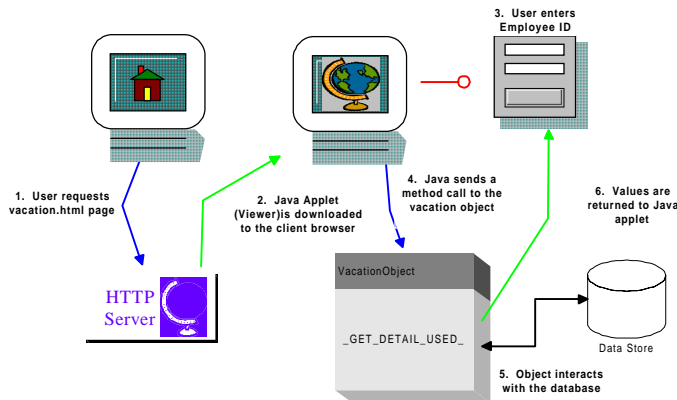 3. User enters
Employee ID
1. User requests
vacation.html page
2. Java Applet
(Viewer)is downloaded
to the client browser
4. Java sends a
method call to the
vacation object
6. Values are
returned to Java
applet
HTTP
Server
VacationObject
_GET_DETAIL_USED_
Data Store
5. Object interacts
with the database